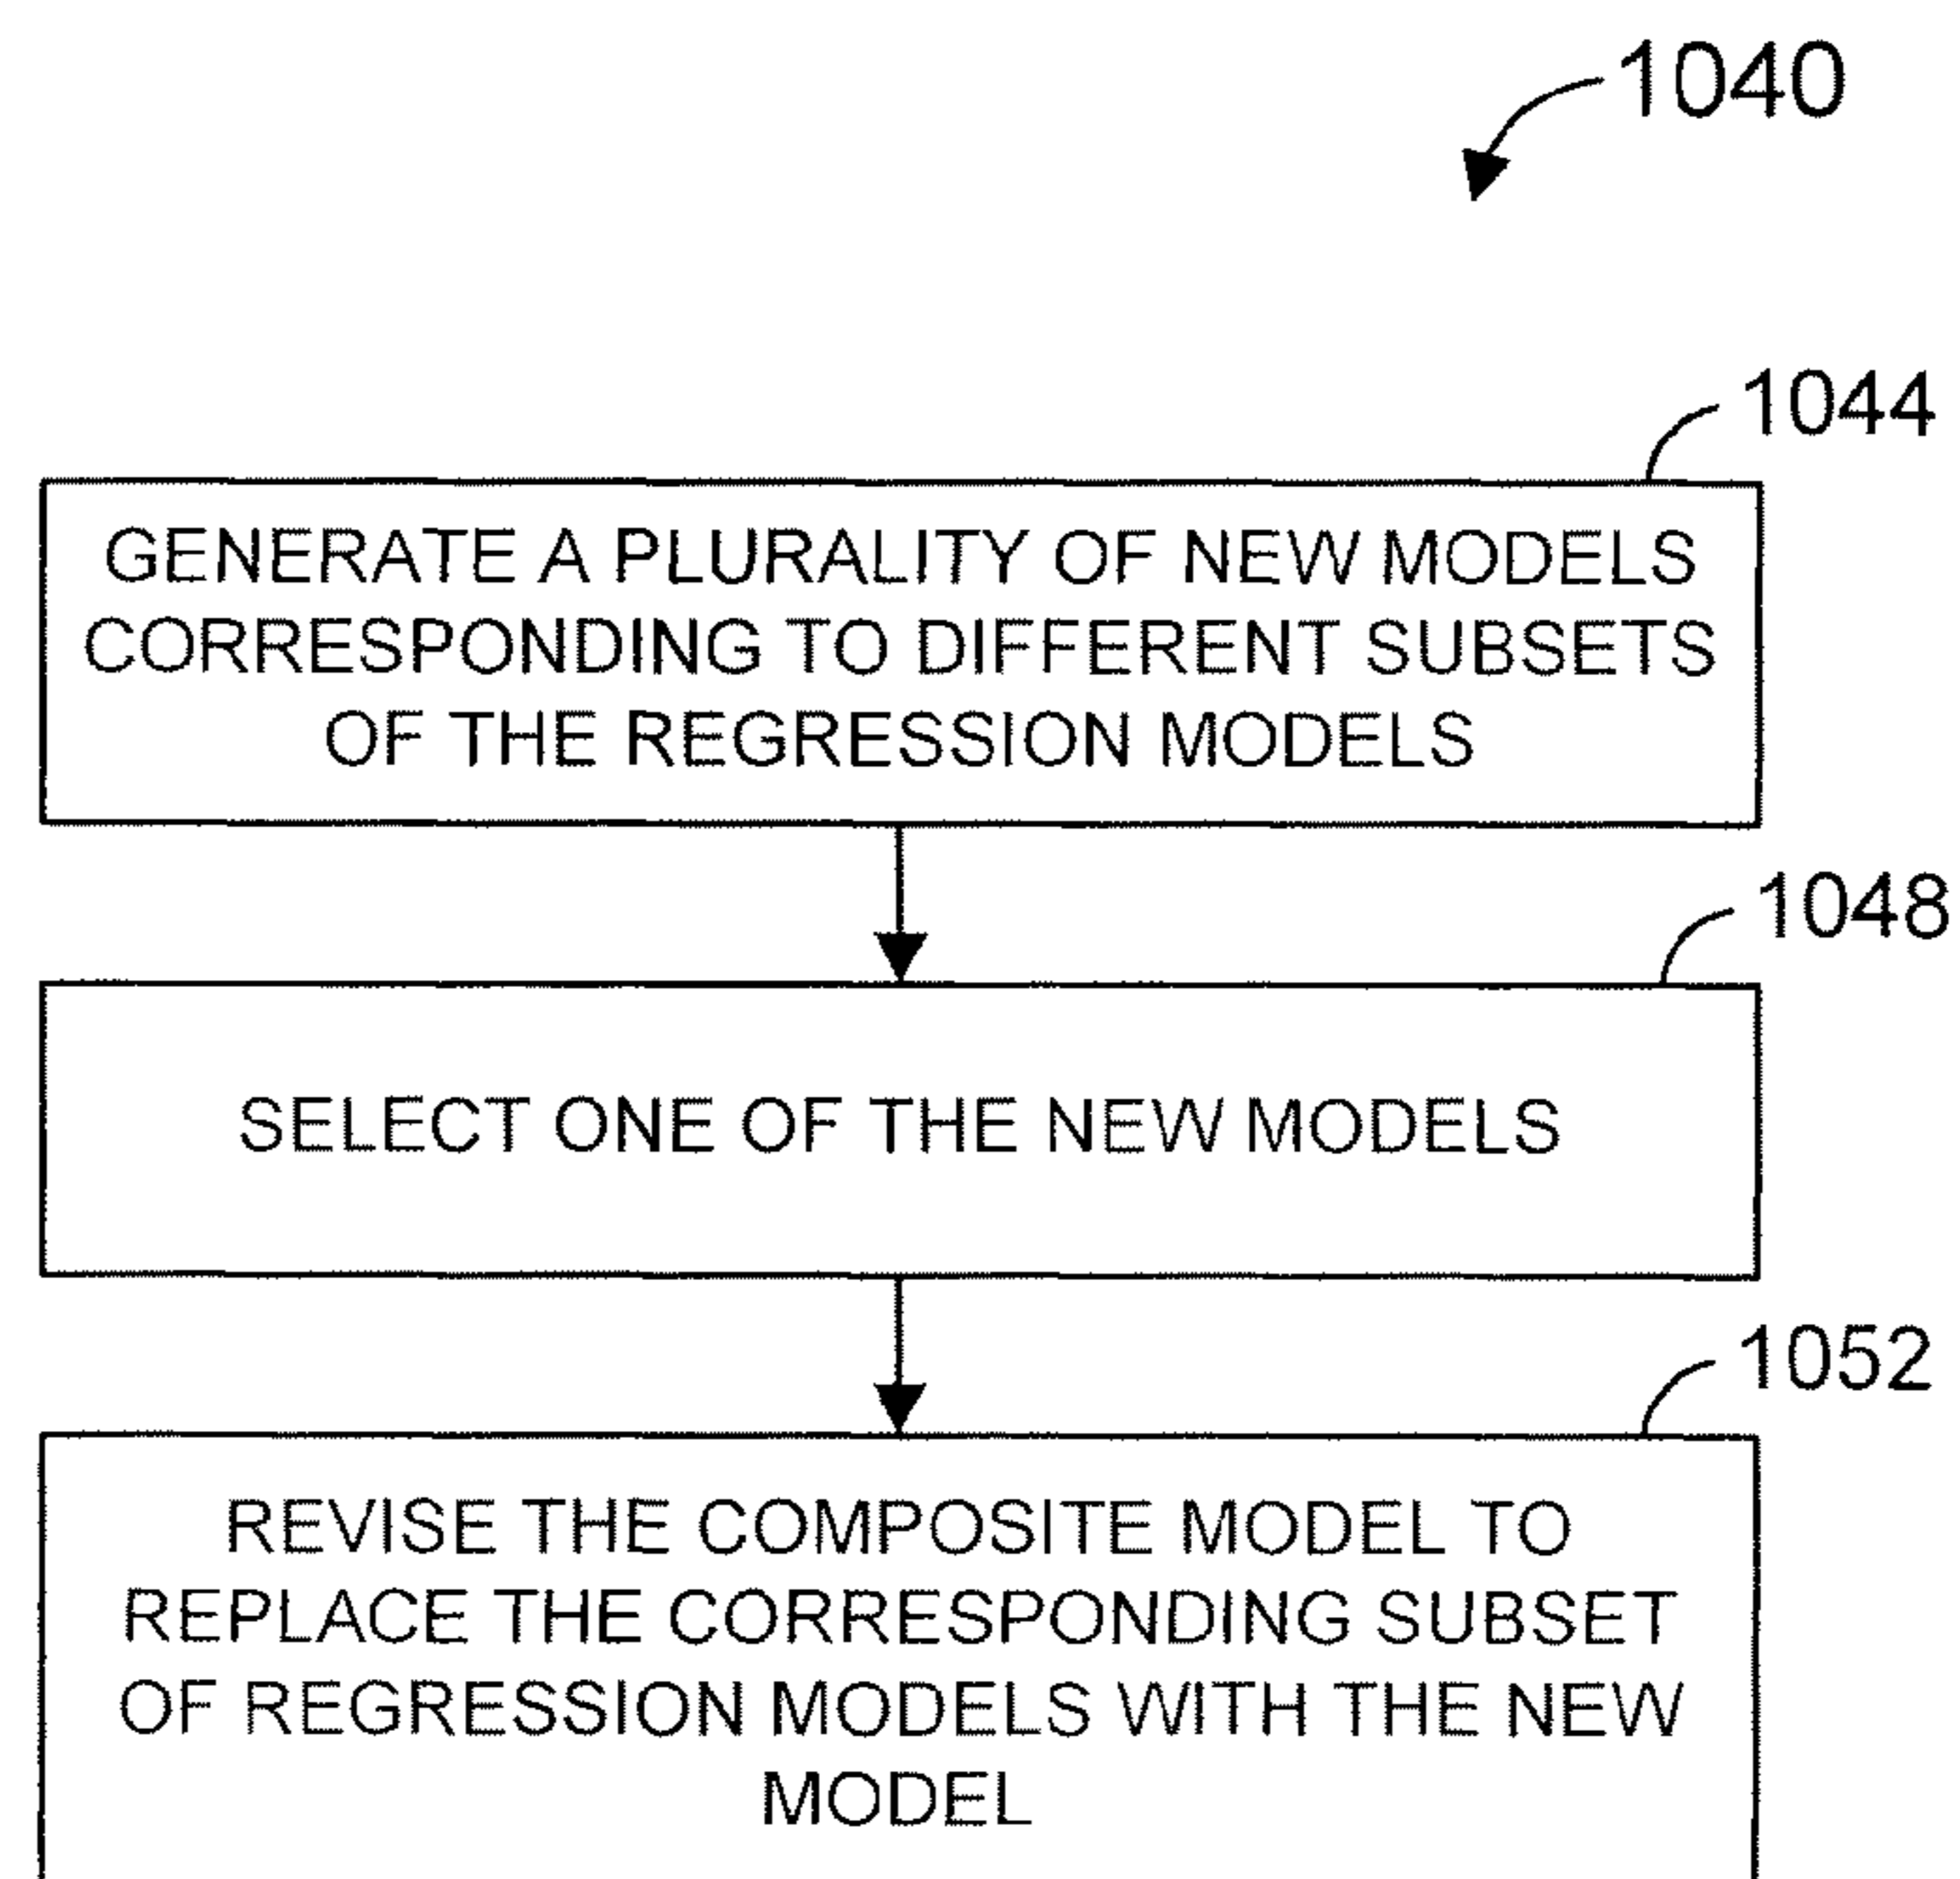 1040
1044
GENERATE A PLURALITY OF NEW MODELS
CORRESPONDING TO DIFFERENT SUBSETS
OF THE REGRESSION MODELS
1048
SELECT ONE OF THE NEW MODELS
1052
REVISE THE COMPOSITE MODEL TO
REPLACE THE CORRESPONDING SUBSET
OF REGRESSION MODELS WITH THE NEW
MODEL